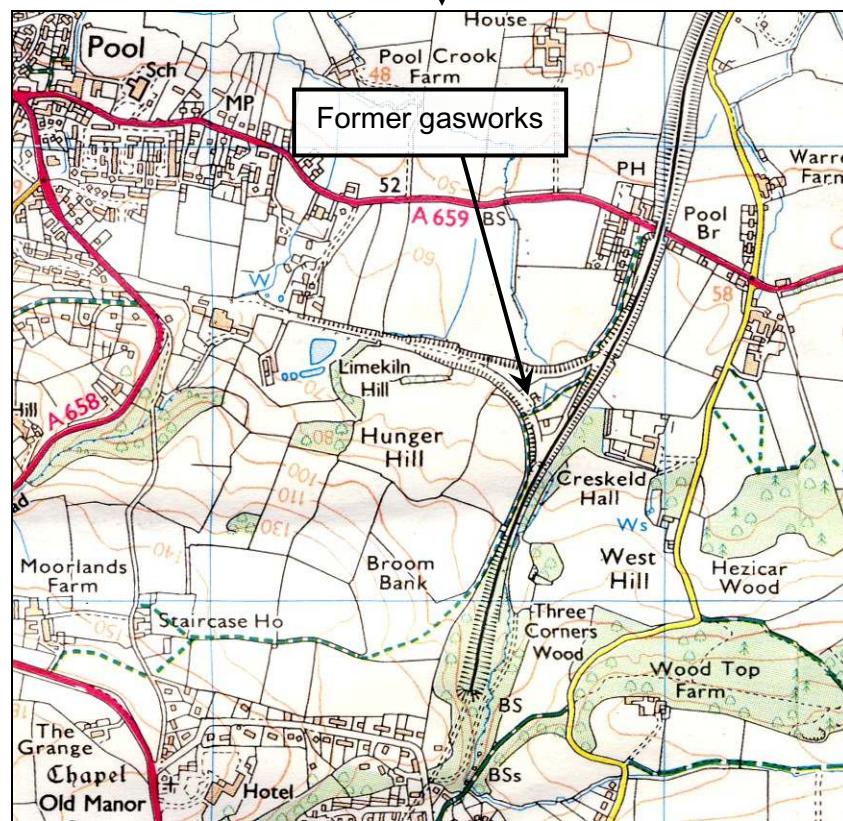 House
Pool
Pool Crook
Farm
Sch
48
50
MP
Former gasworks
PH
Warre
Farm
52
50
A 659
BS
Pool
Br
60
W
58
Limekiln
Hill
70
A 658
Hill
Hunger
Hill
80
100
110
130
Creskeld
Hall
Ws
West
Hill
Hezicar
Wood
ad
140
Moorlands
Farm
Broom
Bank
Staircase Ho
150
Three
Corners
Wood
Wood Top
Farm
BS
The
Grange
Chapel
Old Manor
Hotel
BSs